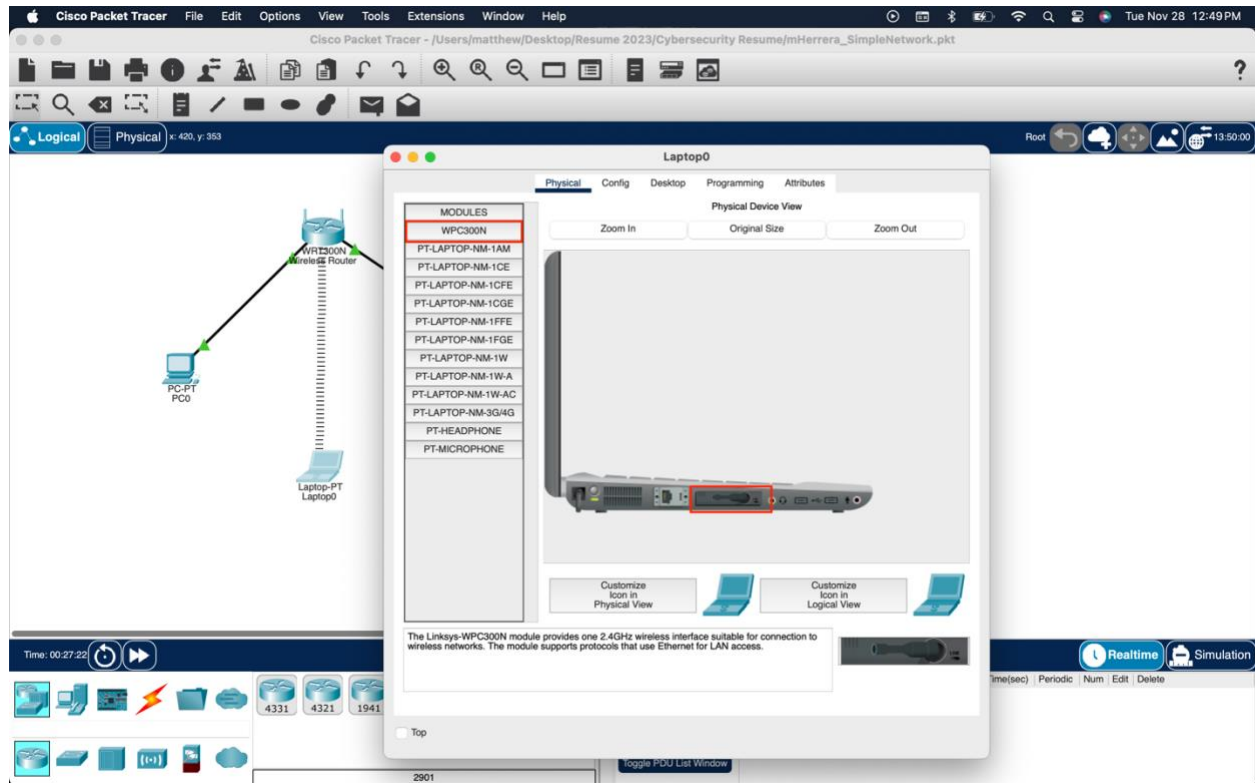 Cisco Packet Tracer File Edit Options View Tools Extensions Window Help Tue Nov 28 12:49 PM
Cisco Packet Tracer - /Users/matthew/Desktop/Resume 2023/Cybersecurity Resume/mHerrera_SimpleNetwork.pkt
?
Logical Physical x: 420, y: 353 Root 13:50:00
Laptop0
Physical Config Desktop Programming Attributes
MODULES
WPC300N
PT-LAPTOP-NM-1AM
PT-LAPTOP-NM-1CE
PT-LAPTOP-NM-1CFE
PT-LAPTOP-NM-1CGE
PT-LAPTOP-NM-1FFE
PT-LAPTOP-NM-1FGE
PT-LAPTOP-NM-1W
PT-LAPTOP-NM-1W-A
PT-LAPTOP-NM-1W-AC
PT-LAPTOP-NM-3G/4G
PT-HEADPHONE
PT-MICROPHONE
Physical Device View
Zoom In Original Size Zoom Out
WRT300N
Wireless Router
PC-PT
PC0
Laptop-PT
Laptop0
Customize
Icon in
Physical View
Customize
Icon in
Logical View
The Linksys-WPC300N module provides one 2.4GHz wireless interface suitable for connection to
wireless networks. The module supports protocols that use Ethernet for LAN access.
Top
Time: 00:27:22
Realtime Simulation
Time(sec) Periodic Num Edit Delete
4331 4321 1941
Toggle PDU List Window
2901